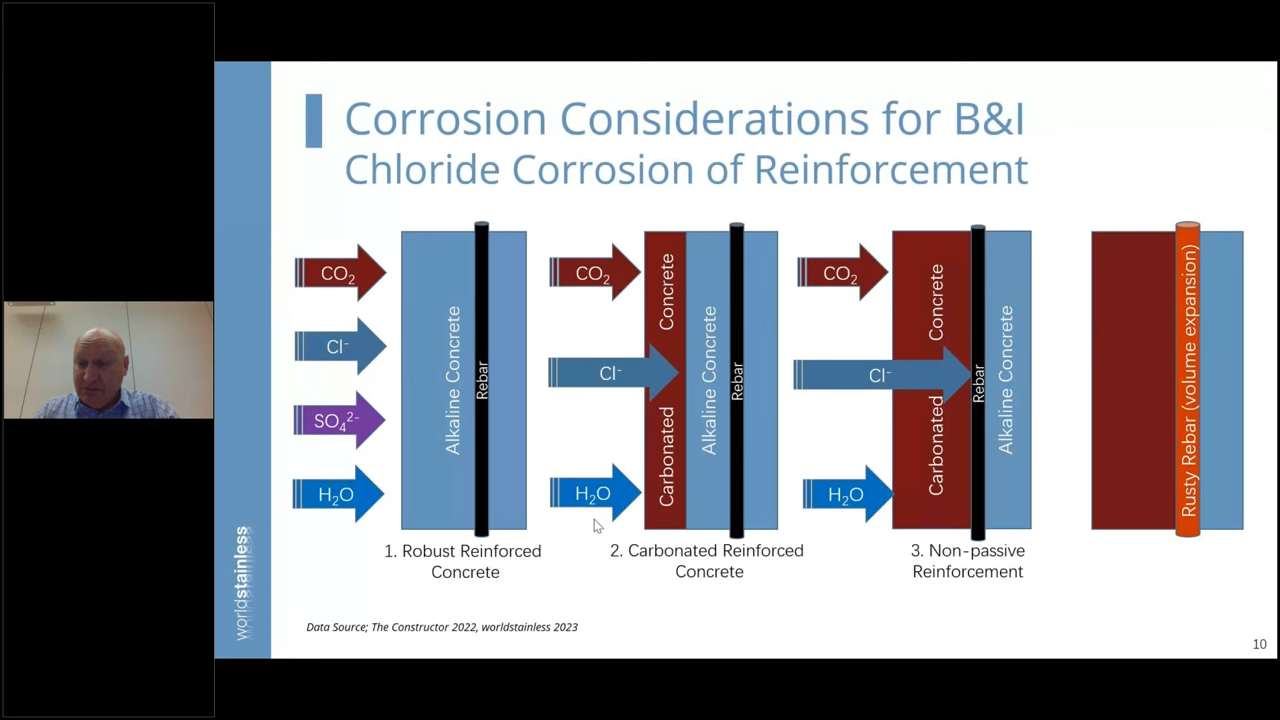 Corrosion Considerations for B&I
Chloride Corrosion of Reinforcement
CO2
Cl-
SO4 2-
H2O
Alkaline Concrete
Rebar
1. Robust Reinforced
Concrete
CO2
Cl-
H2O
Carbonated Concrete
Alkaline Concrete
Rebar
2. Carbonated Reinforced
Concrete
CO2
Cl-
H2O
Carbonated Concrete
Rebar
Alkaline Concrete
3. Non-passive
Reinforcement
Rusty Rebar (volume expansion)
Data Source; The Constructor 2022, worldstainless 2023
worldstainless
10